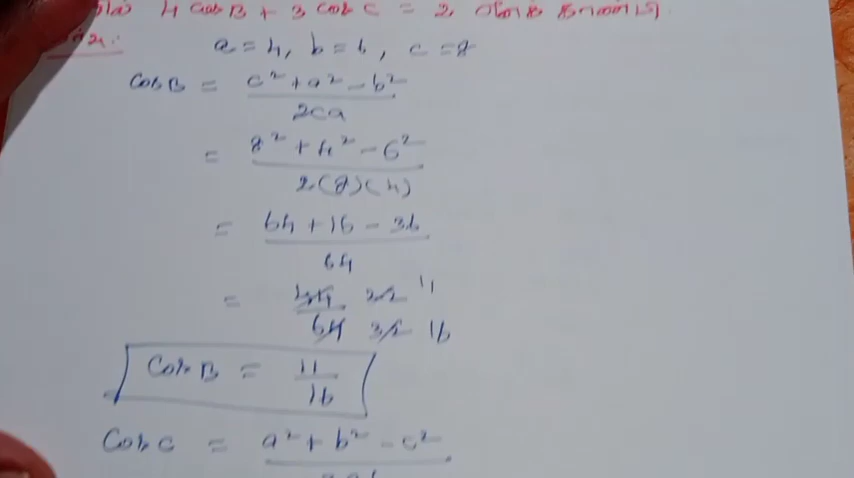 4 cos B + 3 cos C = 2 எனக் காண்பி.
a = 4, b = 6, c = 8
Cos B = c² + a² - b² / 2ca
= 8² + 4² - 6² / 2(8)(4)
= 64 + 16 - 36 / 64
= 44 22 11 / 64 32 16
Cos B = 11 / 16
Cos C = a² + b² - c²